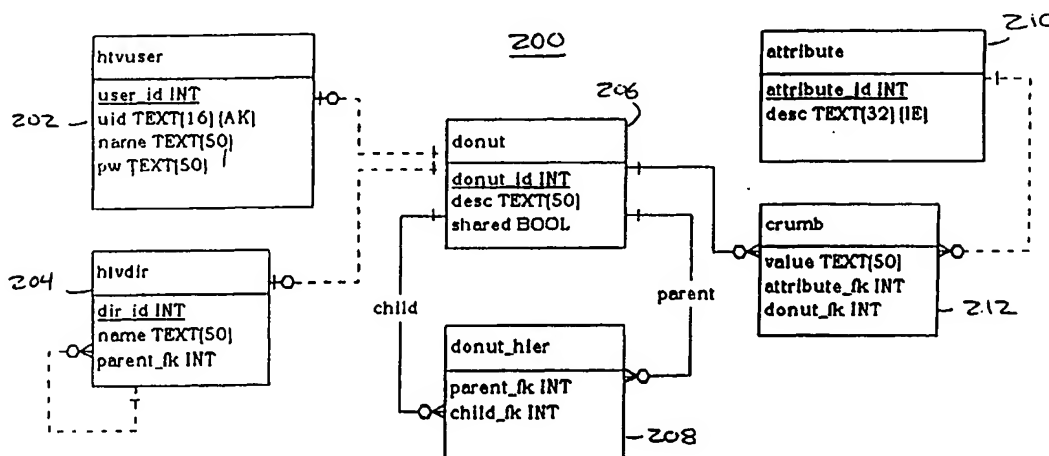 200
202
htvuser
user_id INT
uid TEXT(16) (AK)
name TEXT(50)
pw TEXT(50)
204
htvdir
dir_id INT
name TEXT(50)
parent_fk INT
206
donut
donut_id INT
desc TEXT(50)
shared BOOL
child
parent
donut_hier
parent_fk INT
child_fk INT
208
210
attribute
attribute_id INT
desc TEXT(32) (IE)
crumb
value TEXT(50)
attribute_fk INT
donut_fk INT
212